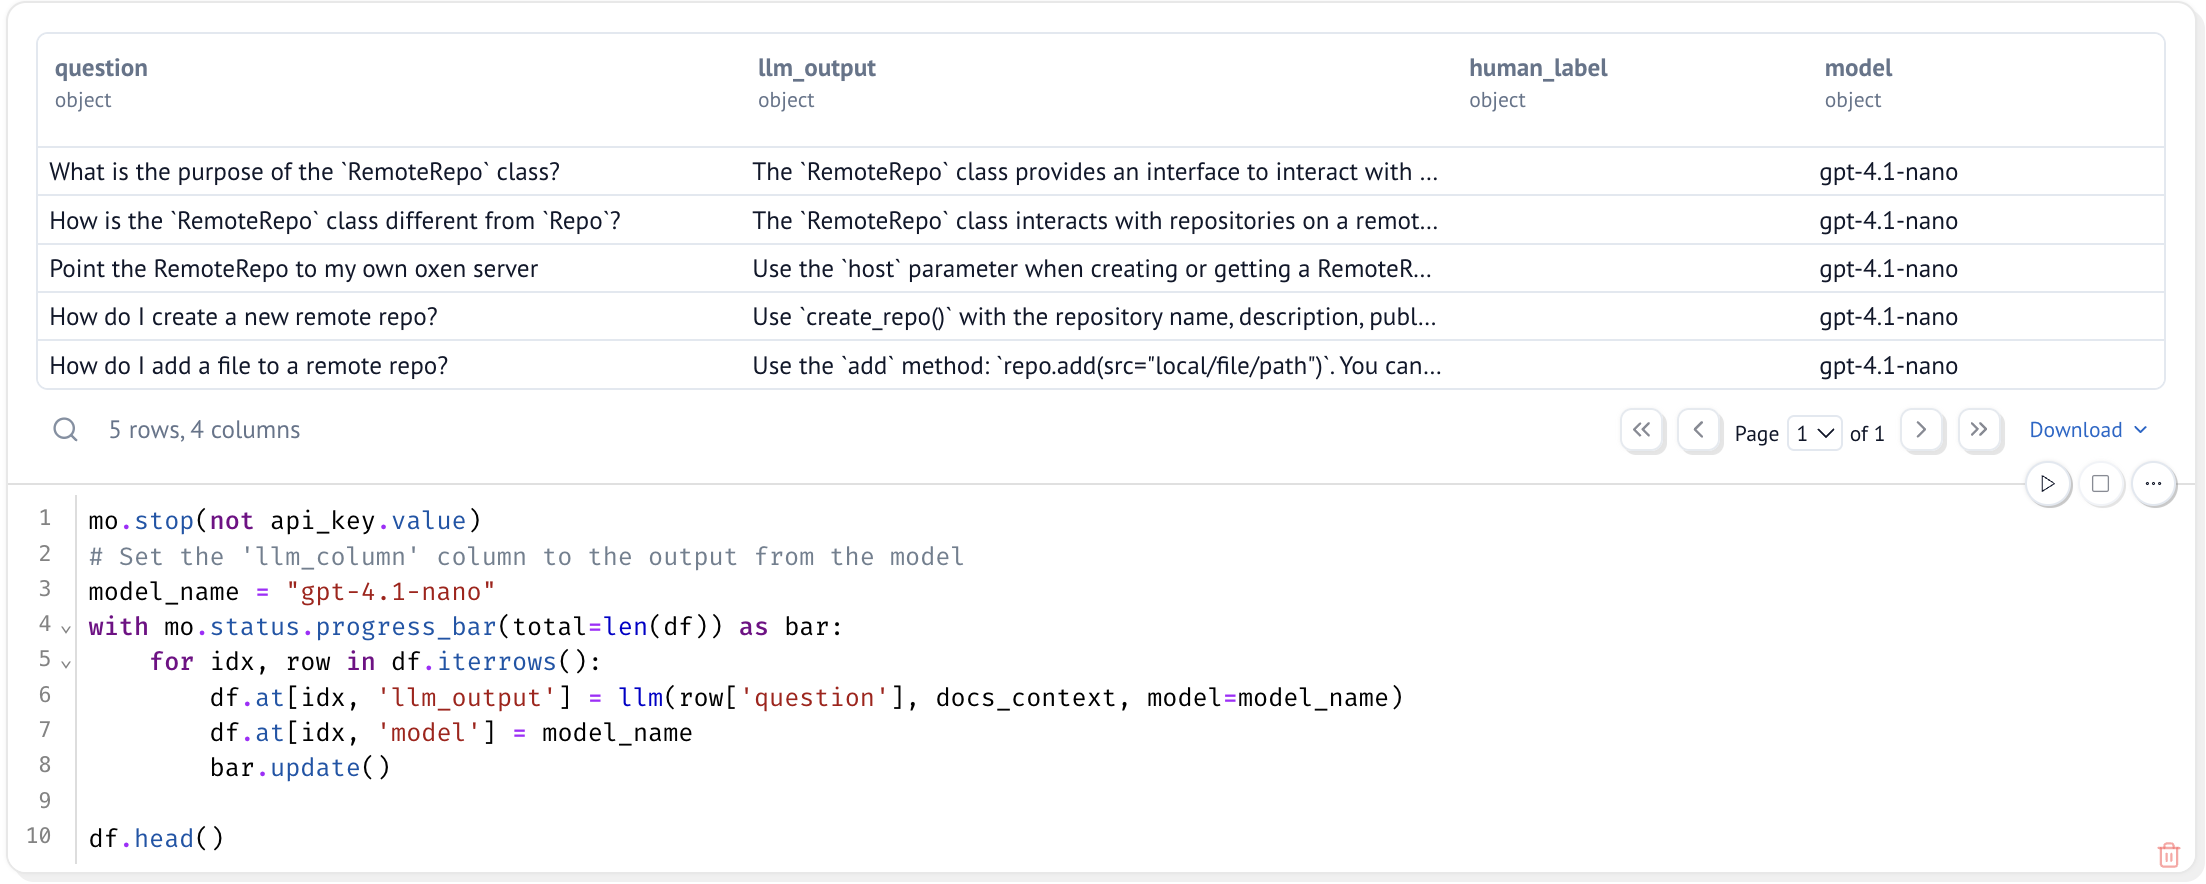 question llm_output human_label model
object object object object
What is the purpose of the `RemoteRepo` class? The `RemoteRepo` class provides an interface to interact with ... gpt-4.1-nano
How is the `RemoteRepo` class different from `Repo`? The `RemoteRepo` class interacts with repositories on a remot... gpt-4.1-nano
Point the RemoteRepo to my own oxen server Use the `host` parameter when creating or getting a RemoteR... gpt-4.1-nano
How do I create a new remote repo? Use `create_repo()` with the repository name, description, publ... gpt-4.1-nano
How do I add a file to a remote repo? Use the `add` method: `repo.add(src="local/file/path")`. You can... gpt-4.1-nano
5 rows, 4 columns Page 1 of 1 Download
1 mo.stop(not api_key.value)
2 # Set the 'llm_column' column to the output from the model
3 model_name = "gpt-4.1-nano"
4 with mo.status.progress_bar(total=len(df)) as bar:
5     for idx, row in df.iterrows():
6         df.at[idx, 'llm_output'] = llm(row['question'], docs_context, model=model_name)
7         df.at[idx, 'model'] = model_name
8         bar.update()
9
10 df.head()